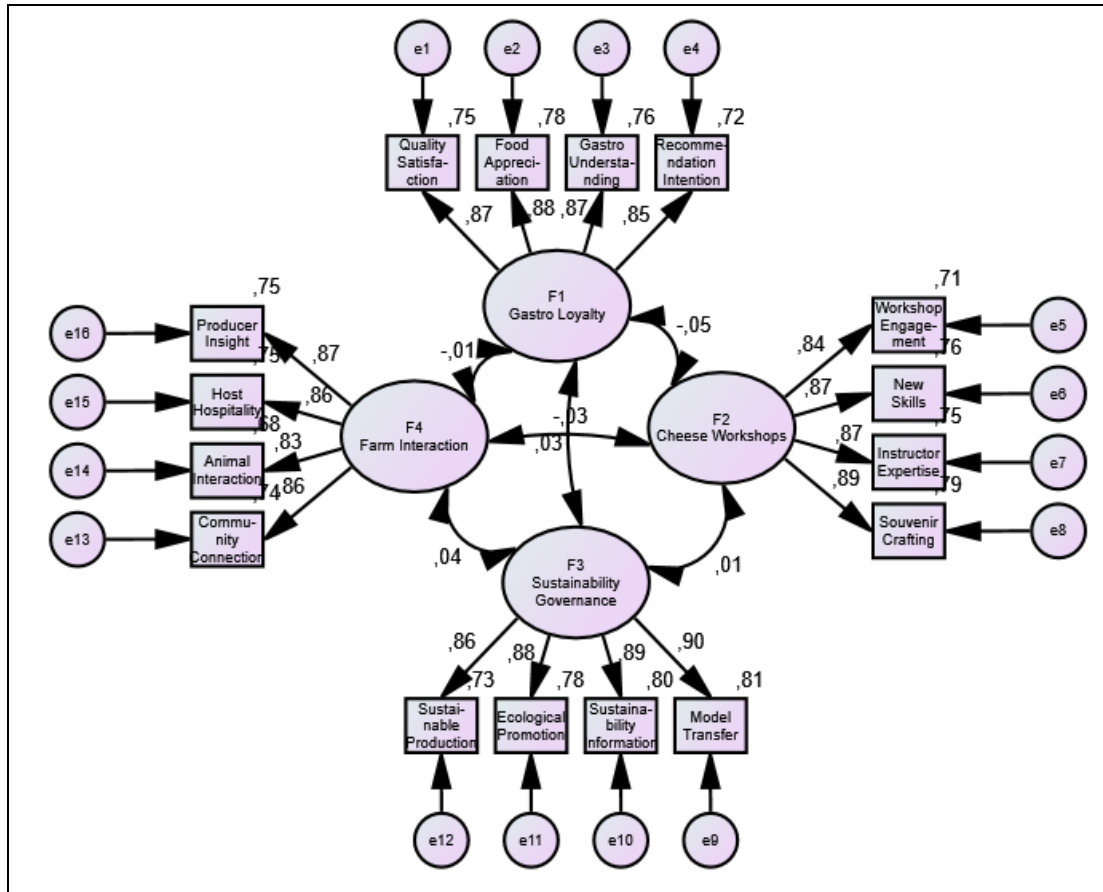 e1
e2
e3
e4
,75
,78
,76
,72
Quality
Satisfa-
ction
Food
Appreci-
ation
Gastro
Understa-
nding
Recomme-
ndation
Intention
,87
,88
,87
,85
F1
Gastro Loyalty
-,01
-,05
,75
e16
Producer
Insight
,87
,75
e15
Host
Hospitality
,86
,68
e14
Animal
Interaction
,83
,74
e13
Commu-
nity
Connection
,86
F4
Farm Interaction
-,03
,03
F2
Cheese Workshops
,71
Workshop
Engage-
ment
e5
,84
,76
New
Skills
e6
,87
,75
Instructor
Expertise
e7
,87
,79
Souvenir
Crafting
e8
,89
,04
,01
F3
Sustainability
Governance
,86
,88
,89
,90
,73
,78
,80
,81
Sustai-
nable
Production
Ecological
Promotion
Sustaina-
bility
nformation
Model
Transfer
e12
e11
e10
e9